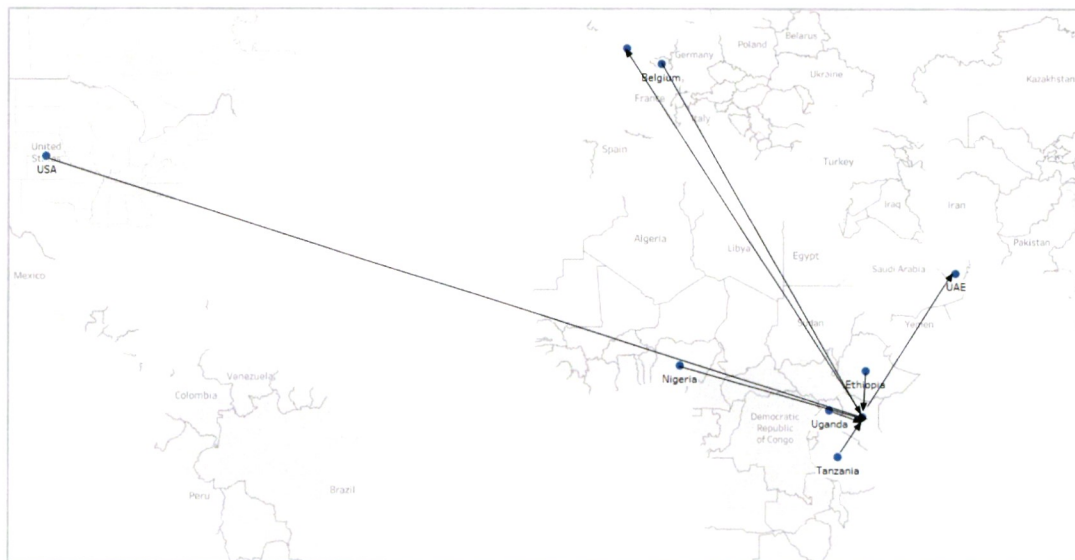 Belarus
Poland
Germany
Belgium
Ukraine
Kazakhstan
France
Italy
United
States
USA
Spain
Turkey
Iraq
Iran
Algeria
Libya
Egypt
Pakistan
Mexico
Saudi Arabia
UAE
Sudan
Yemen
Nigeria
Ethiopia
Vanezuela
Colombia
Democratic
Republic
of Congo
Uganda
Tanzania
Peru
Brazil